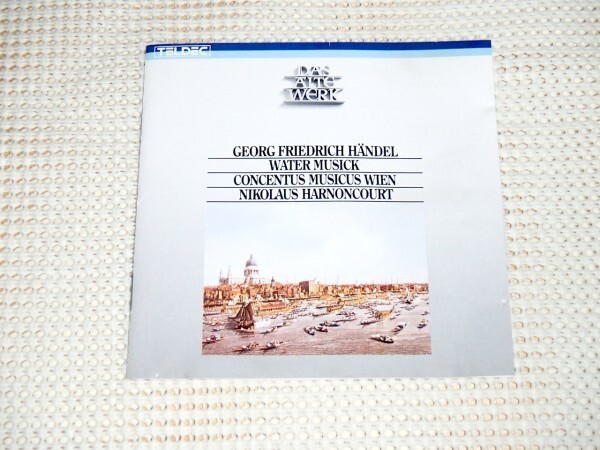 TELDEC
DAS
ALTE
WERK
GEORG FRIEDRICH HÄNDEL
WATER MUSICK
CONCENTUS MUSICUS WIEN
NIKOLAUS HARNONCOURT